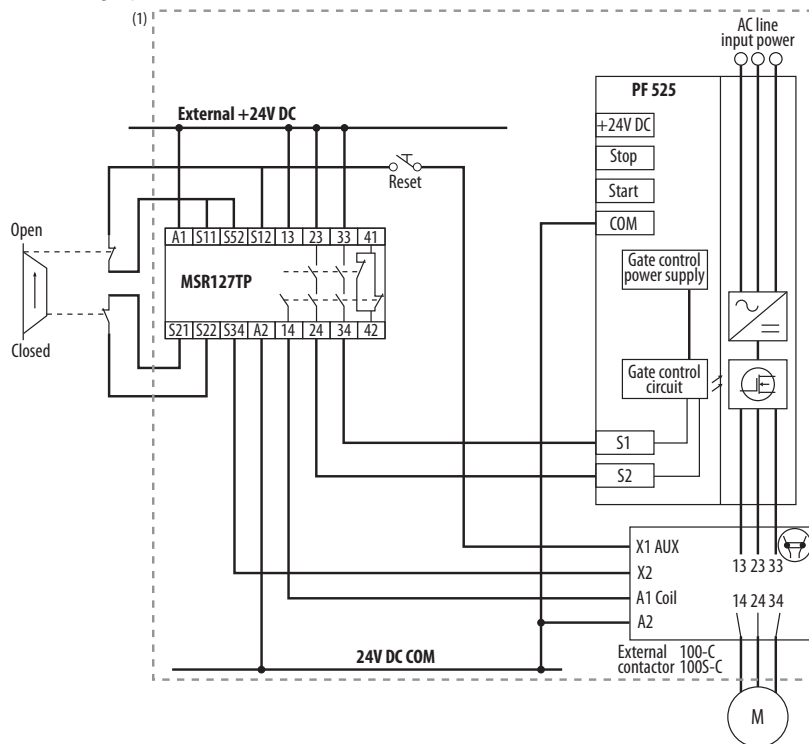 (1)
AC line
input power
PF 525
External +24V DC
+24V DC
Stop
Reset
Start
Open
COM
A1 S11 S52 S12 13 23 33 41
Gate control
power supply
MSR127TP
S21 S22 S34 A2 14 24 34 42
Closed
Gate control
circuit
S1
S2
X1 AUX
13 23 33
X2
A1 Coil
14 24 34
A2
24V DC COM
External 100-C
contactor 100S-C
M